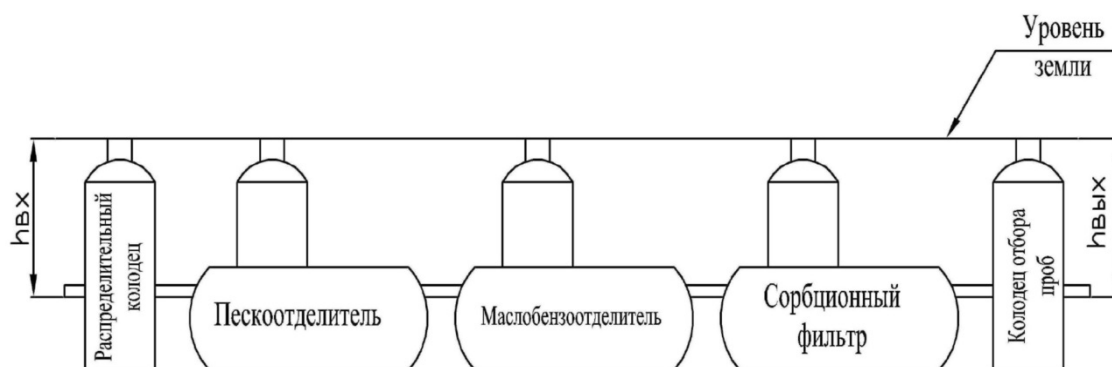 Уровень
земли
hвх
Распределительный
колодец
Пескоотделитель
Маслобензоотделитель
Сорбционный
фильтр
Колодец отбора
проб
hвых